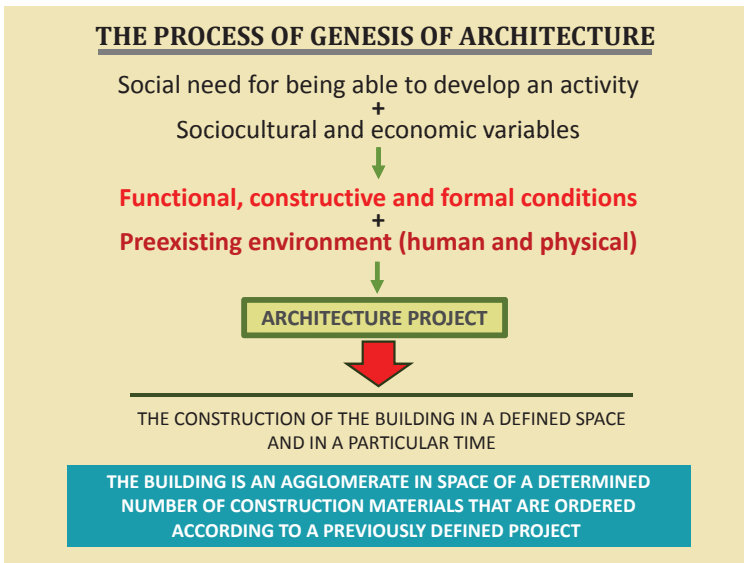 THE PROCESS OF GENESIS OF ARCHITECTURE
Social need for being able to develop an activity
+
Sociocultural and economic variables
Functional, constructive and formal conditions
+
Preexisting environment (human and physical)
ARCHITECTURE PROJECT
THE CONSTRUCTION OF THE BUILDING IN A DEFINED SPACE
AND IN A PARTICULAR TIME
THE BUILDING IS AN AGGLOMERATE IN SPACE OF A DETERMINED
NUMBER OF CONSTRUCTION MATERIALS THAT ARE ORDERED
ACCORDING TO A PREVIOUSLY DEFINED PROJECT